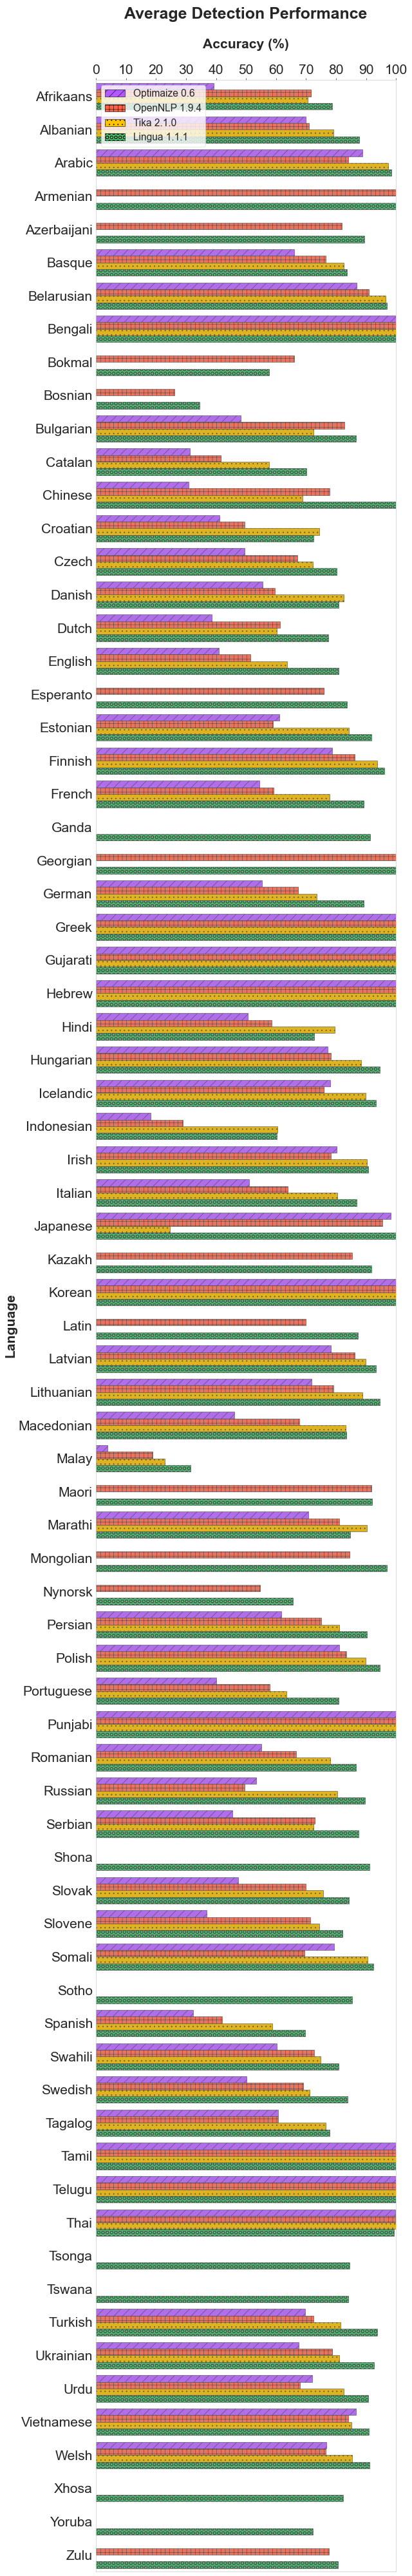 Average Detection Performance
Accuracy (%)
0 10 20 30 40 50 60 70 80 90 100
Optimaize 0.6
OpenNLP 1.9.4
Tika 2.1.0
Lingua 1.1.1
Language
Afrikaans
Albanian
Arabic
Armenian
Azerbaijani
Basque
Belarusian
Bengali
Bokmal
Bosnian
Bulgarian
Catalan
Chinese
Croatian
Czech
Danish
Dutch
English
Esperanto
Estonian
Finnish
French
Ganda
Georgian
German
Greek
Gujarati
Hebrew
Hindi
Hungarian
Icelandic
Indonesian
Irish
Italian
Japanese
Kazakh
Korean
Latin
Latvian
Lithuanian
Macedonian
Malay
Maori
Marathi
Mongolian
Nynorsk
Persian
Polish
Portuguese
Punjabi
Romanian
Russian
Serbian
Shona
Slovak
Slovene
Somali
Sotho
Spanish
Swahili
Swedish
Tagalog
Tamil
Telugu
Thai
Tsonga
Tswana
Turkish
Ukrainian
Urdu
Vietnamese
Welsh
Xhosa
Yoruba
Zulu